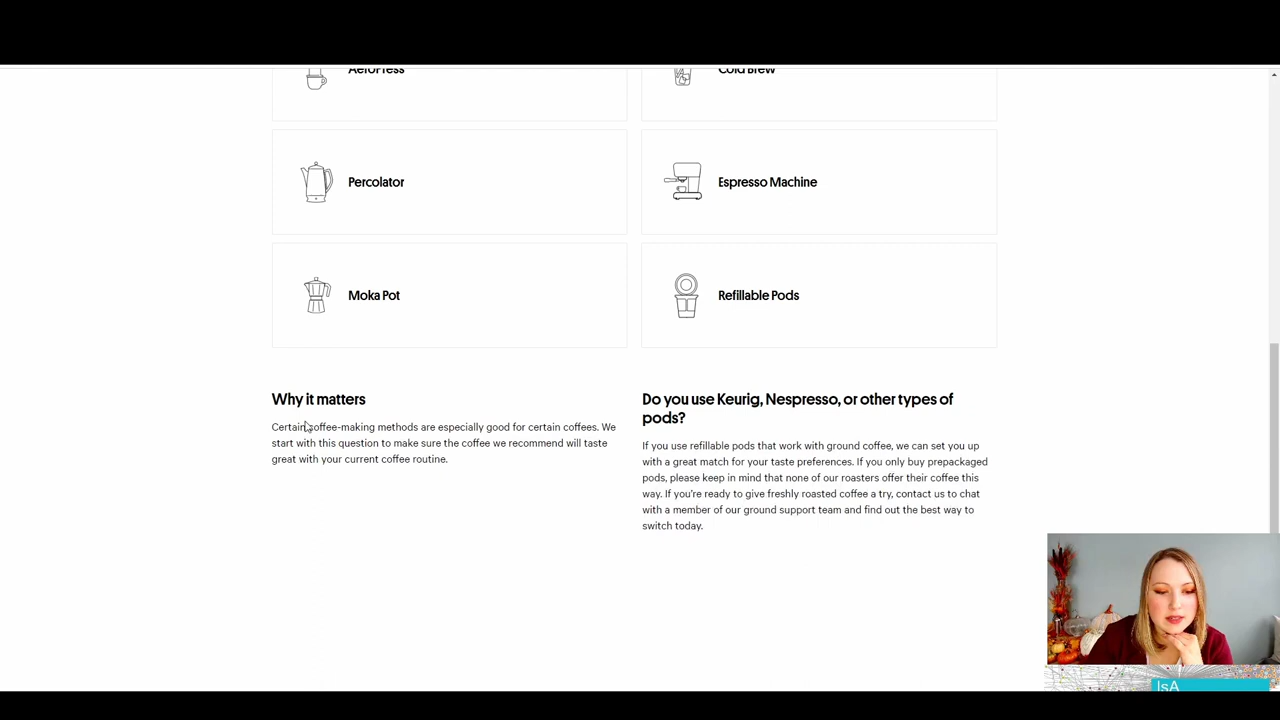 AeroPress
Cold Brew
Percolator
Espresso Machine
Moka Pot
Refillable Pods
Why it matters
Certain coffee-making methods are especially good for certain coffees. We
start with this question to make sure the coffee we recommend will taste
great with your current coffee routine.
Do you use Keurig, Nespresso, or other types of
pods?
If you use refillable pods that work with ground coffee, we can set you up
with a great match for your taste preferences. If you only buy prepackaged
pods, please keep in mind that none of our roasters offer their coffee this
way. If you're ready to give freshly roasted coffee a try, contact us to chat
with a member of our ground support team and find out the best way to
switch today.
IsA